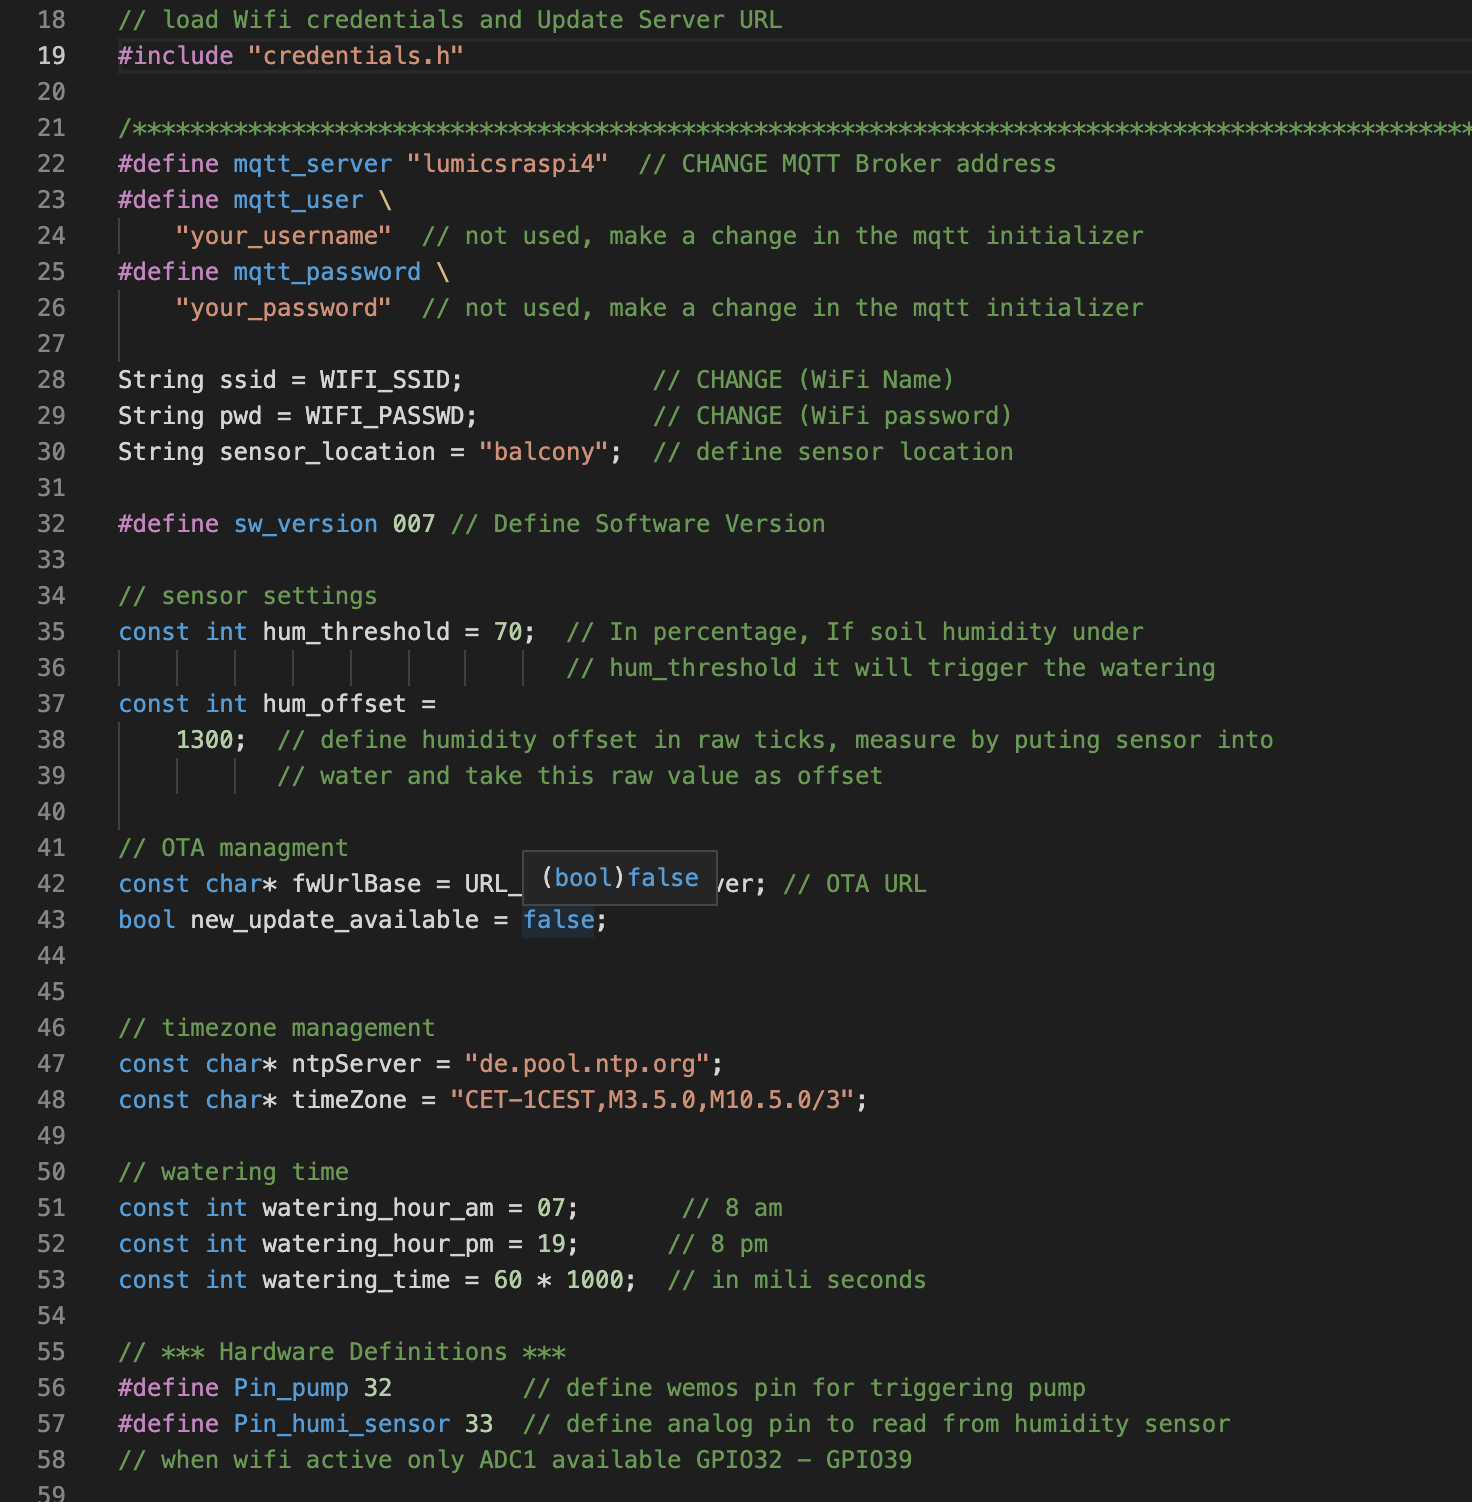 18 // load Wifi credentials and Update Server URL
19 #include "credentials.h"
20
21 /*********************************************************************************************
22 #define mqtt_server "lumicsraspi4"  // CHANGE MQTT Broker address
23 #define mqtt_user \
24     "your_username"  // not used, make a change in the mqtt initializer
25 #define mqtt_password \
26     "your_password"  // not used, make a change in the mqtt initializer
27
28 String ssid = WIFI_SSID;             // CHANGE (WiFi Name)
29 String pwd = WIFI_PASSWD;            // CHANGE (WiFi password)
30 String sensor_location = "balcony";  // define sensor location
31
32 #define sw_version 007 // Define Software Version
33
34 // sensor settings
35 const int hum_threshold = 70;  // In percentage, If soil humidity under
36                                // hum_threshold it will trigger the watering
37 const int hum_offset =
38     1300;  // define humidity offset in raw ticks, measure by puting sensor into
39            // water and take this raw value as offset
40
41 // OTA managment
42 const char* fwUrlBase = URL_ (bool)false ver; // OTA URL
43 bool new_update_available = false;
44
45
46 // timezone management
47 const char* ntpServer = "de.pool.ntp.org";
48 const char* timeZone = "CET-1CEST,M3.5.0,M10.5.0/3";
49
50 // watering time
51 const int watering_hour_am = 07;       // 8 am
52 const int watering_hour_pm = 19;      // 8 pm
53 const int watering_time = 60 * 1000;  // in mili seconds
54
55 // *** Hardware Definitions ***
56 #define Pin_pump 32         // define wemos pin for triggering pump
57 #define Pin_humi_sensor 33  // define analog pin to read from humidity sensor
58 // when wifi active only ADC1 available GPIO32 - GPIO39
59